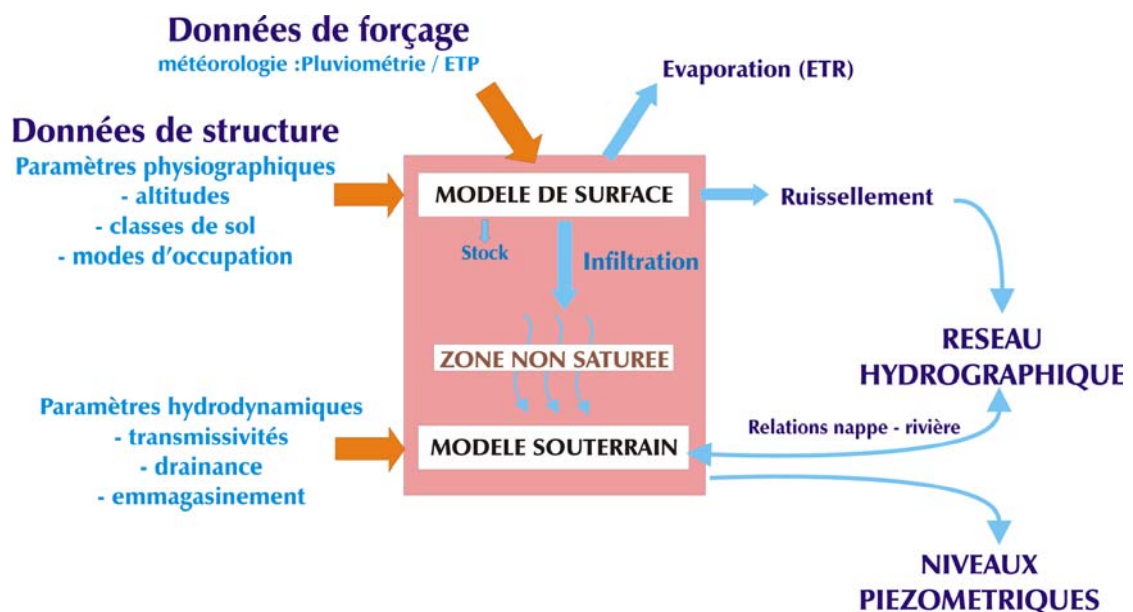 Données de forçage
météorologie :Pluviométrie / ETP
Evaporation (ETR)
Données de structure
Paramètres physiographiques
- altitudes
- classes de sol
- modes d'occupation
MODELE DE SURFACE
Ruissellement
Stock
Infiltration
ZONE NON SATUREE
RESEAU
HYDROGRAPHIQUE
Paramètres hydrodynamiques
- transmissivités
- drainance
- emmagasinement
MODELE SOUTERRAIN
Relations nappe - rivière
NIVEAUX
PIEZOMETRIQUES